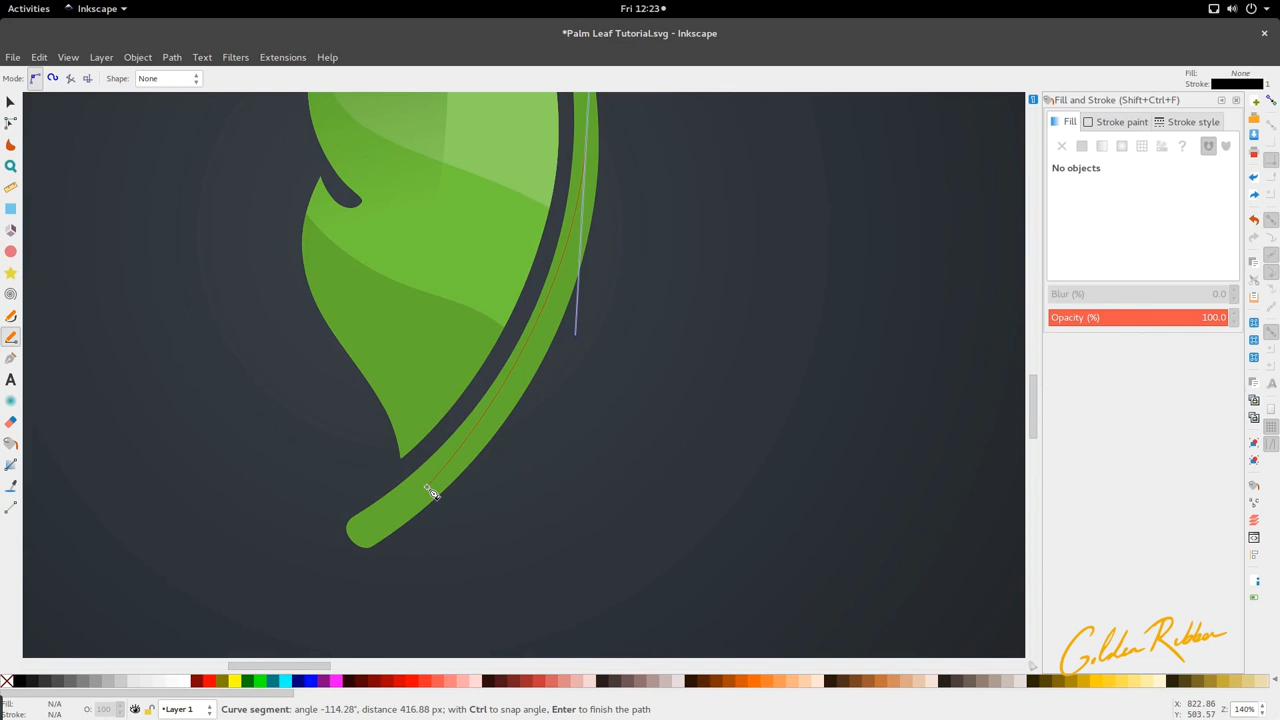 Activities Inkscape Fri 12:23
*Palm Leaf Tutorial.svg - Inkscape
File Edit View Layer Object Path Text Filters Extensions Help
Mode: Shape: None Fill: None
Stroke: 1
Fill and Stroke (Shift+Ctrl+F)
Fill Stroke paint Stroke style
No objects
Blur (%) 0.0
Opacity (%) 100.0
Golden Ribbon
Fill: N/A
Stroke: N/A
O: 100 •Layer 1 Curve segment: angle -114.28°, distance 416.88 px; with Ctrl to snap angle, Enter to finish the path
X: 822.86
Y: 503.57
Z: 140%